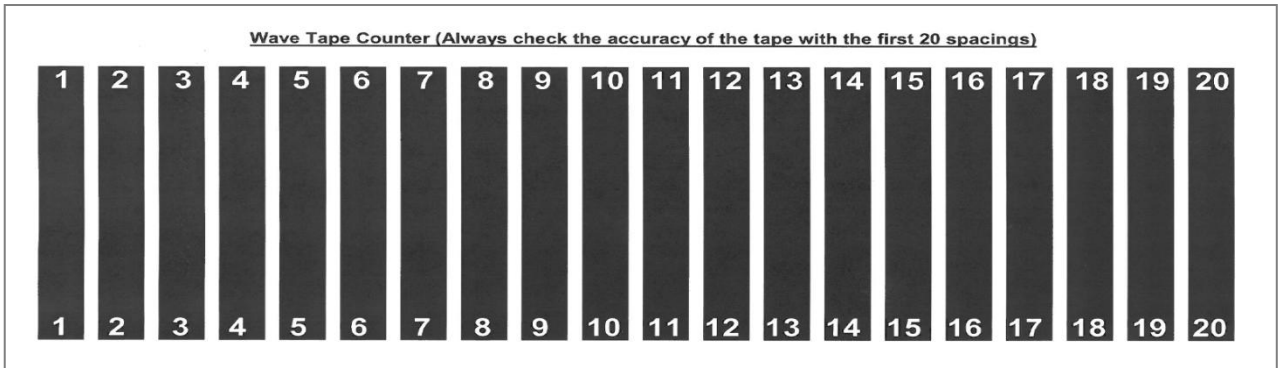 Wave Tape Counter (Always check the accuracy of the tape with the first 20 spacings)
1 2 3 4 5 6 7 8 9 10 11 12 13 14 15 16 17 18 19 20
1 2 3 4 5 6 7 8 9 10 11 12 13 14 15 16 17 18 19 20